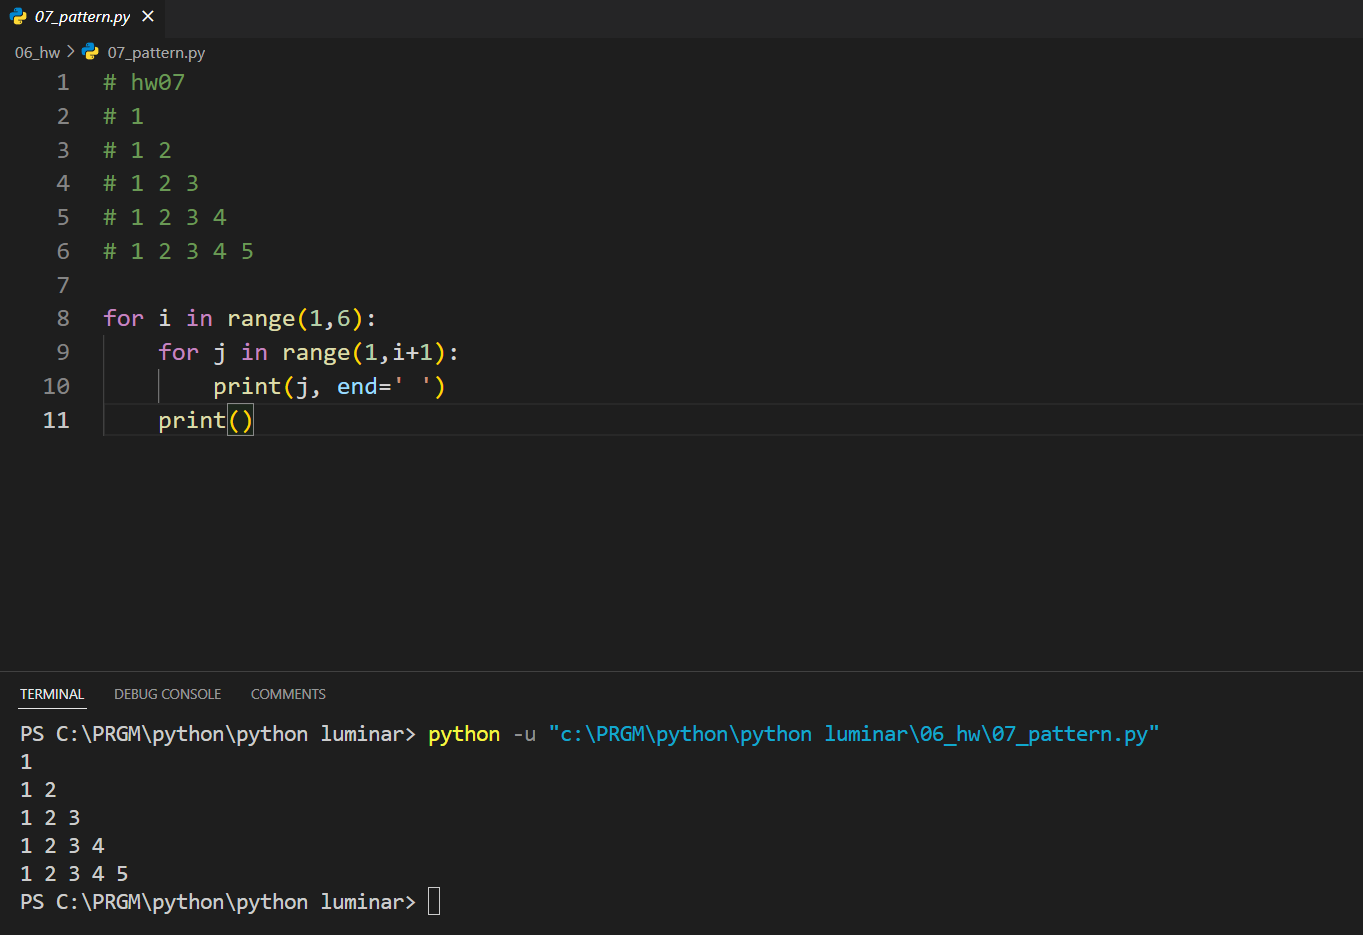 07_pattern.py
06_hw > 07_pattern.py
1 # hw07
2 # 1
3 # 1 2
4 # 1 2 3
5 # 1 2 3 4
6 # 1 2 3 4 5
7
8 for i in range(1,6):
9     for j in range(1,i+1):
10         print(j, end=' ')
11     print()
TERMINAL DEBUG CONSOLE COMMENTS
PS C:\PRGM\python\python luminar> python -u "c:\PRGM\python\python luminar\06_hw\07_pattern.py"
1
1 2
1 2 3
1 2 3 4
1 2 3 4 5
PS C:\PRGM\python\python luminar>